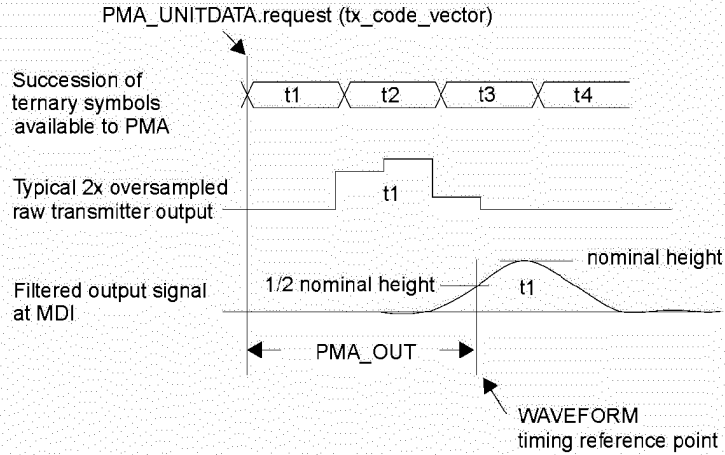 PMA_UNITDATA.request (tx_code_vector)
Succession of
ternary symbols
available to PMA
t1
t2
t3
t4
Typical 2x oversampled
raw transmitter output
t1
nominal height
1/2 nominal height
t1
Filtered output signal
at MDI
PMA_OUT
WAVEFORM
timing reference point